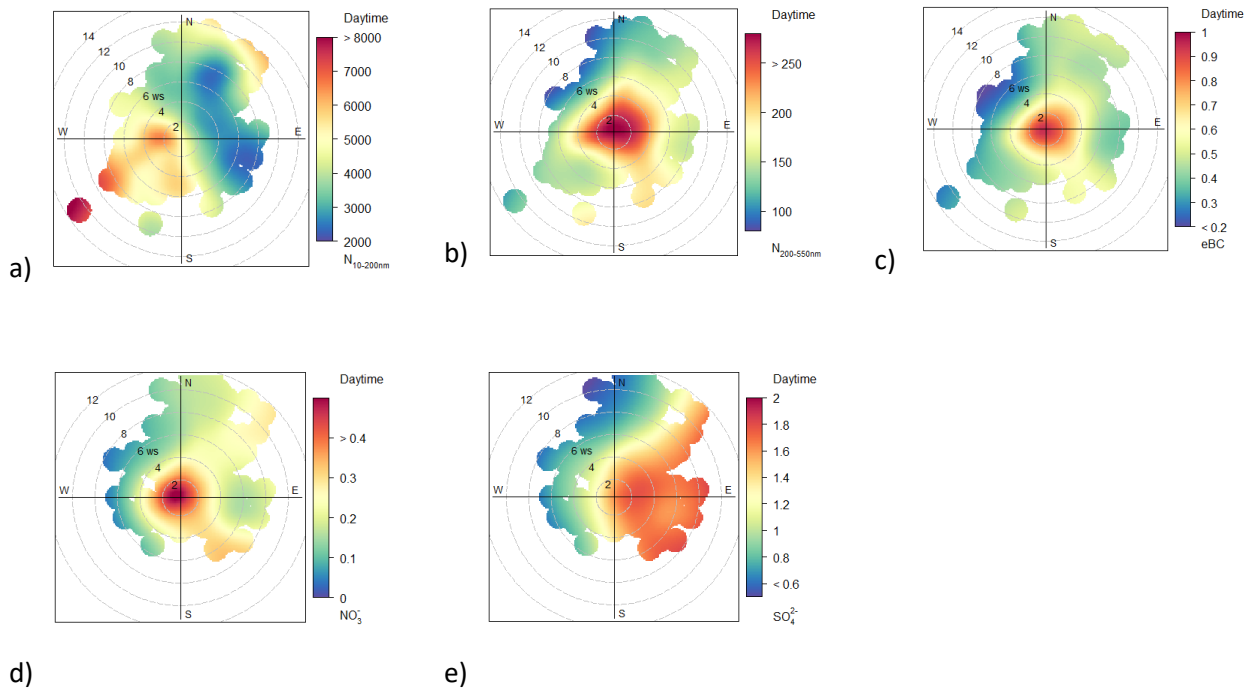 Daytime
N
14
12
10
8
6 ws
4
2
W
E
S
> 8000
7000
6000
5000
4000
3000
2000
N10-200nm
a)
Daytime
N
14
12
10
8
6 ws
4
2
W
E
S
> 250
200
150
100
N200-550nm
b)
Daytime
N
14
12
10
8
6 ws
4
2
W
E
S
1
0.9
0.8
0.7
0.6
0.5
0.4
0.3
< 0.2
eBC
c)
Daytime
N
12
10
8
6 ws
4
2
W
E
S
> 0.4
0.3
0.2
0.1
0
NO3-
d)
Daytime
N
12
10
8
6 ws
4
2
W
E
S
2
1.8
1.6
1.4
1.2
1
0.8
< 0.6
SO42-
e)